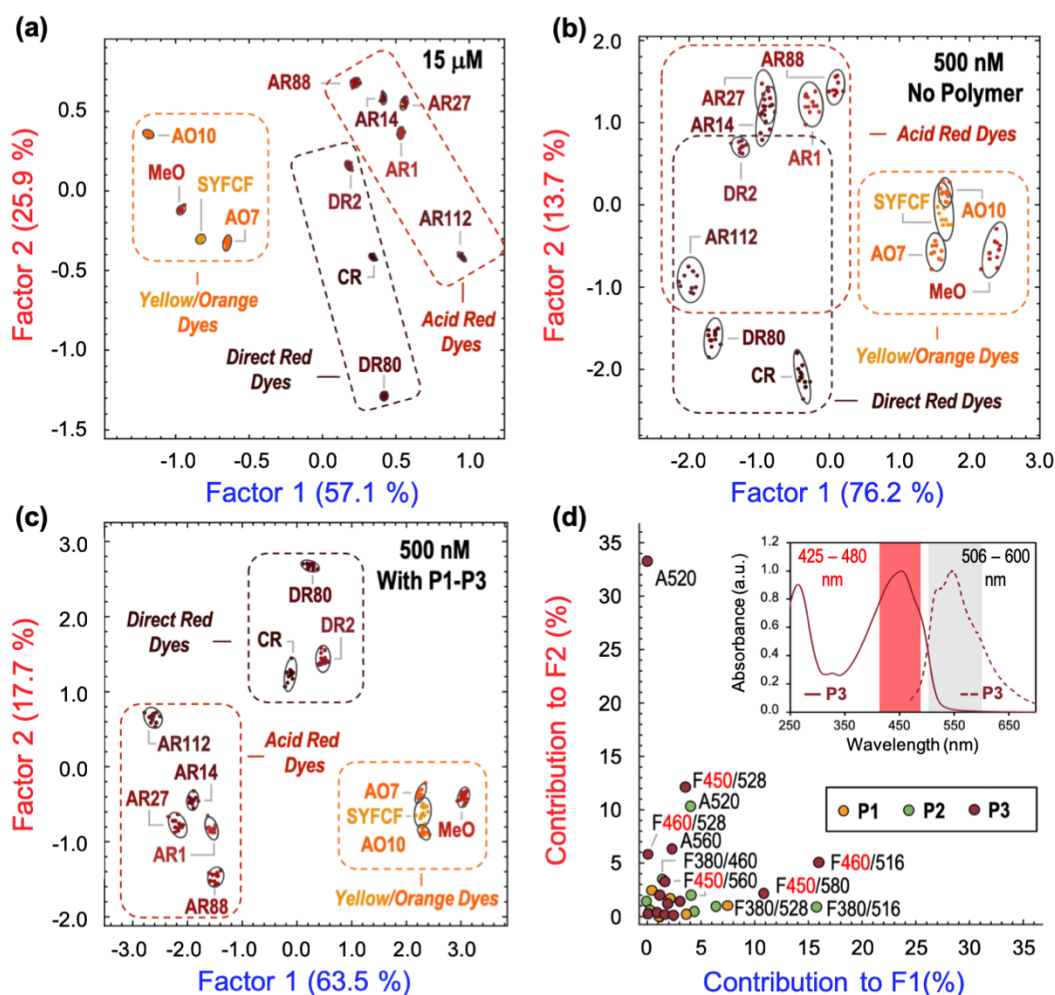 (a)
15 μM
AR88
AR27
AR14
AR1
AO10
MeO
SYFCF
AO7
DR2
AR112
CR
DR80
Yellow/Orange
Dyes
Direct Red
Dyes
Acid Red
Dyes
Factor 2 (25.9 %)
0.5
0.0
-0.5
-1.0
-1.5
-1.0
-0.5
0.0
0.5
1.0
Factor 1 (57.1 %)
(b)
500 nM
No Polymer
AR88
AR27
AR14
AR1
DR2
AR112
DR80
CR
SYFCF
AO10
AO7
MeO
Acid Red Dyes
Yellow/Orange Dyes
Direct Red Dyes
Factor 2 (13.7 %)
2.0
1.0
0.0
-1.0
-2.0
-2.0
-1.0
0.0
1.0
2.0
3.0
Factor 1 (76.2 %)
(c)
500 nM
With P1-P3
DR80
CR
DR2
Direct Red
Dyes
AR112
AR14
AR27
AR1
AR88
Acid Red
Dyes
AO7
SYFCF
AO10
MeO
Yellow/Orange Dyes
Factor 2 (17.7 %)
3.0
2.0
1.0
0.0
-1.0
-2.0
-3.0
-2.0
-1.0
0.0
1.0
2.0
3.0
Factor 1 (63.5 %)
(d)
A520
F450/528
A520
F460/528
A560
F380/460
F450/560
F460/516
F450/580
F380/528
F380/516
P1
P2
P3
Contribution to F2 (%)
35
30
25
20
15
10
5
0
0
5
10
15
20
25
30
35
Contribution to F1(%)
425 – 480
nm
506 – 600
nm
P3
P3
Absorbance (a.u.)
1.2
1.0
0.8
0.6
0.4
0.2
0.0
250
350
450
550
650
Wavelength (nm)